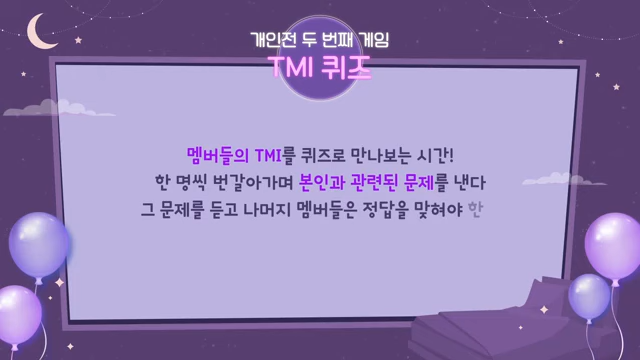 개인전 두 번째 게임
TMI 퀴즈
멤버들의 TMI를 퀴즈로 만나보는 시간!
한 명씩 번갈아가며 본인과 관련된 문제를 낸다
그 문제를 듣고 나머지 멤버들은 정답을 맞혀야 한